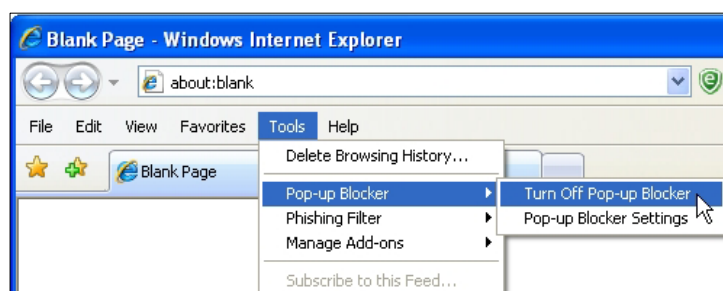 Blank Page - Windows Internet Explorer
about:blank
File Edit View Favorites Tools Help
Delete Browsing History...
Blank Page
Pop-up Blocker Turn Off Pop-up Blocker
Phishing Filter Pop-up Blocker Settings
Manage Add-ons
Subscribe to this Feed...